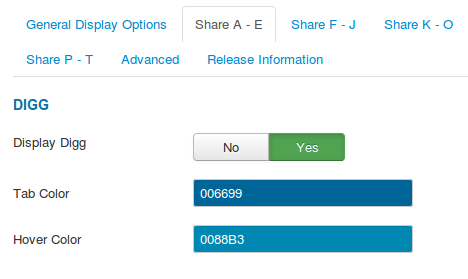 General Display Options Share A - E Share F - J Share K - O
Share P - T Advanced Release Information
DIGG
Display Digg No Yes
Tab Color 006699
Hover Color 0088B3